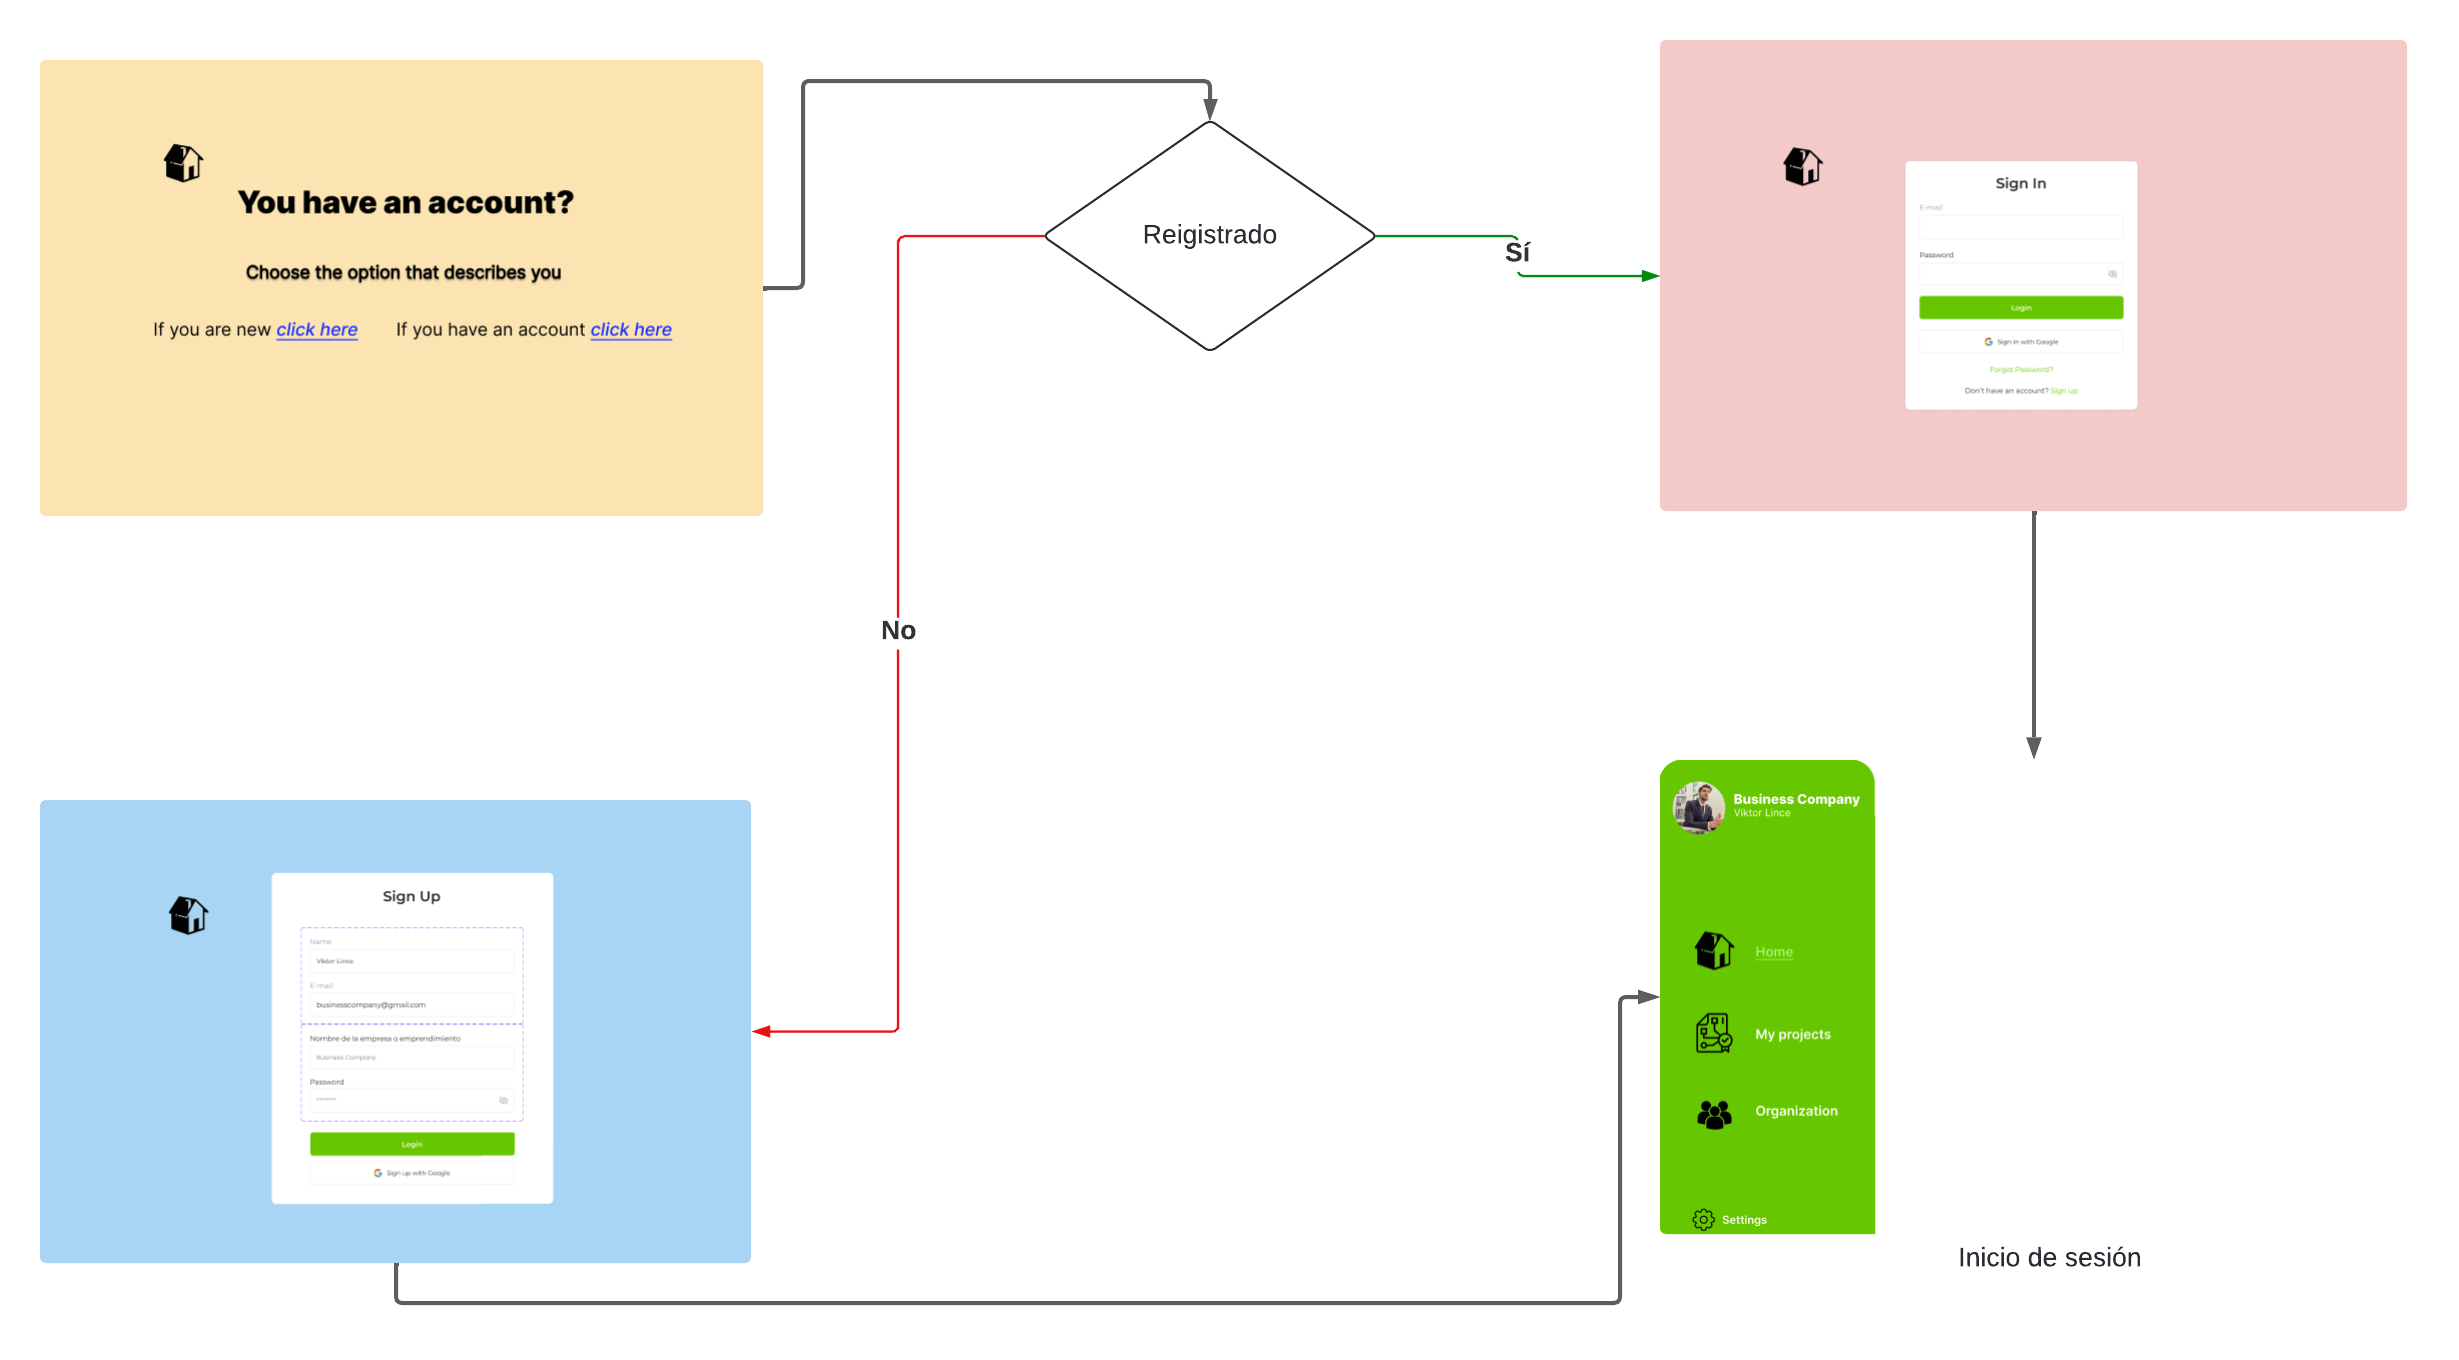 You have an account?
Choose the option that describes you
If you are new click here
If you have an account click here
Reigistrado
Sí
No
Sign In
E-mail
Password
Login
Sign in with Google
Forgot Password?
Don't have an account? Sign up
Sign Up
Name
Viktor Lince
E-mail
businesscompany@gmail.com
Nombre de la empresa o emprendimiento
Business Company
Password
*******
Login
Sign up with Google
Business Company
Viktor Lince
Home
My projects
Organization
Settings
Inicio de sesión